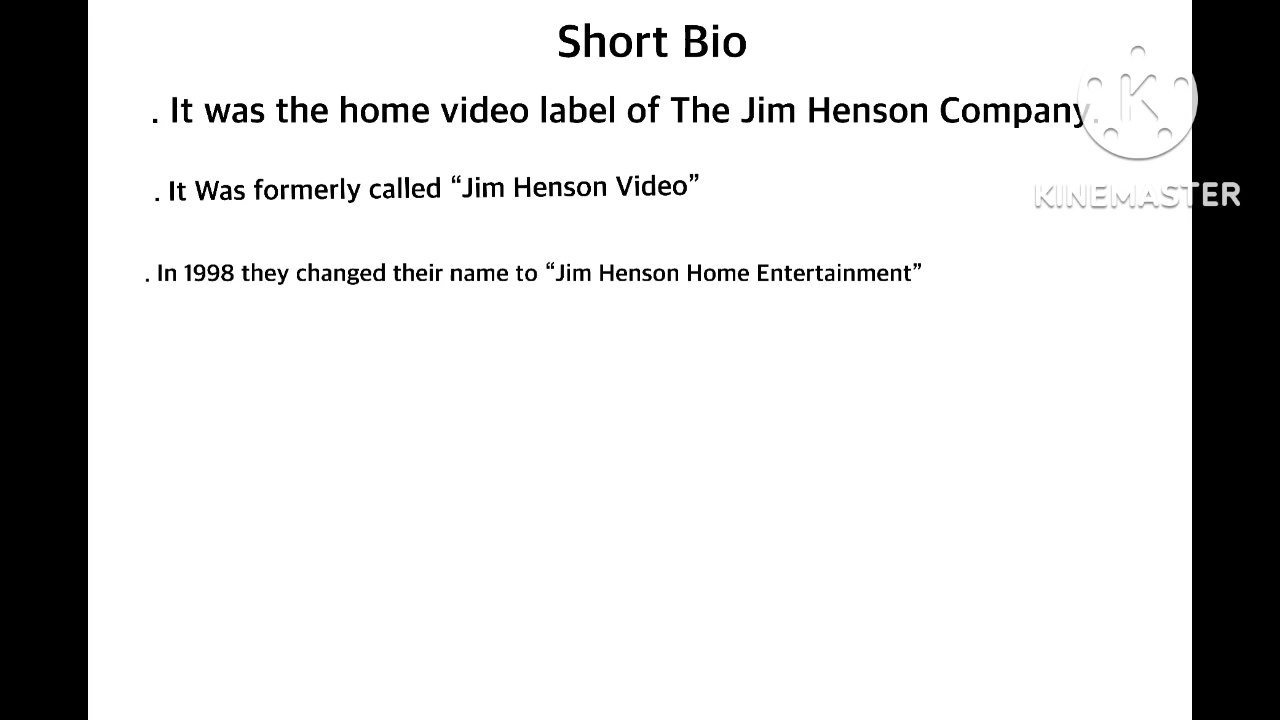 Short Bio
. It was the home video label of The Jim Henson Company.
. It Was formerly called “Jim Henson Video”
. In 1998 they changed their name to “Jim Henson Home Entertainment”
K
KINEMASTER